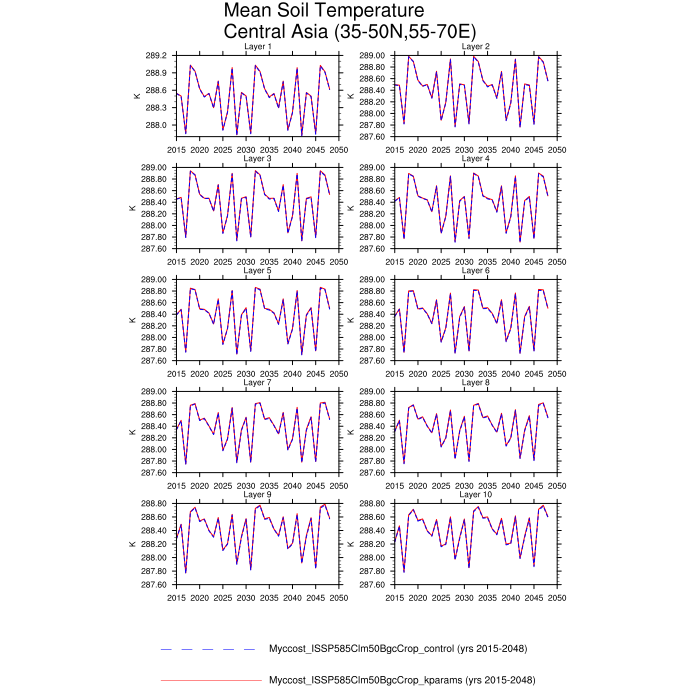 Mean Soil Temperature
Central Asia (35-50N,55-70E)
Layer 1
Layer 2
289.2
288.9
288.6
288.3
288.0
K
289.00
288.80
288.60
288.40
288.20
288.00
287.80
287.60
K
2015 2020 2025 2030 2035 2040 2045 2050
2015 2020 2025 2030 2035 2040 2045 2050
Layer 3
Layer 4
289.00
288.80
288.60
288.40
288.20
288.00
287.80
287.60
K
289.00
288.80
288.60
288.40
288.20
288.00
287.80
287.60
K
2015 2020 2025 2030 2035 2040 2045 2050
2015 2020 2025 2030 2035 2040 2045 2050
Layer 5
Layer 6
289.00
288.80
288.60
288.40
288.20
288.00
287.80
287.60
K
289.00
288.80
288.60
288.40
288.20
288.00
287.80
287.60
K
2015 2020 2025 2030 2035 2040 2045 2050
2015 2020 2025 2030 2035 2040 2045 2050
Layer 7
Layer 8
289.00
288.80
288.60
288.40
288.20
288.00
287.80
287.60
K
289.00
288.80
288.60
288.40
288.20
288.00
287.80
287.60
K
2015 2020 2025 2030 2035 2040 2045 2050
2015 2020 2025 2030 2035 2040 2045 2050
Layer 9
Layer 10
288.80
288.60
288.40
288.20
288.00
287.80
287.60
K
288.80
288.60
288.40
288.20
288.00
287.80
287.60
K
2015 2020 2025 2030 2035 2040 2045 2050
2015 2020 2025 2030 2035 2040 2045 2050
Myccost_ISSP585Clm50BgcCrop_control (yrs 2015-2048)
Myccost_ISSP585Clm50BgcCrop_kparams (yrs 2015-2048)